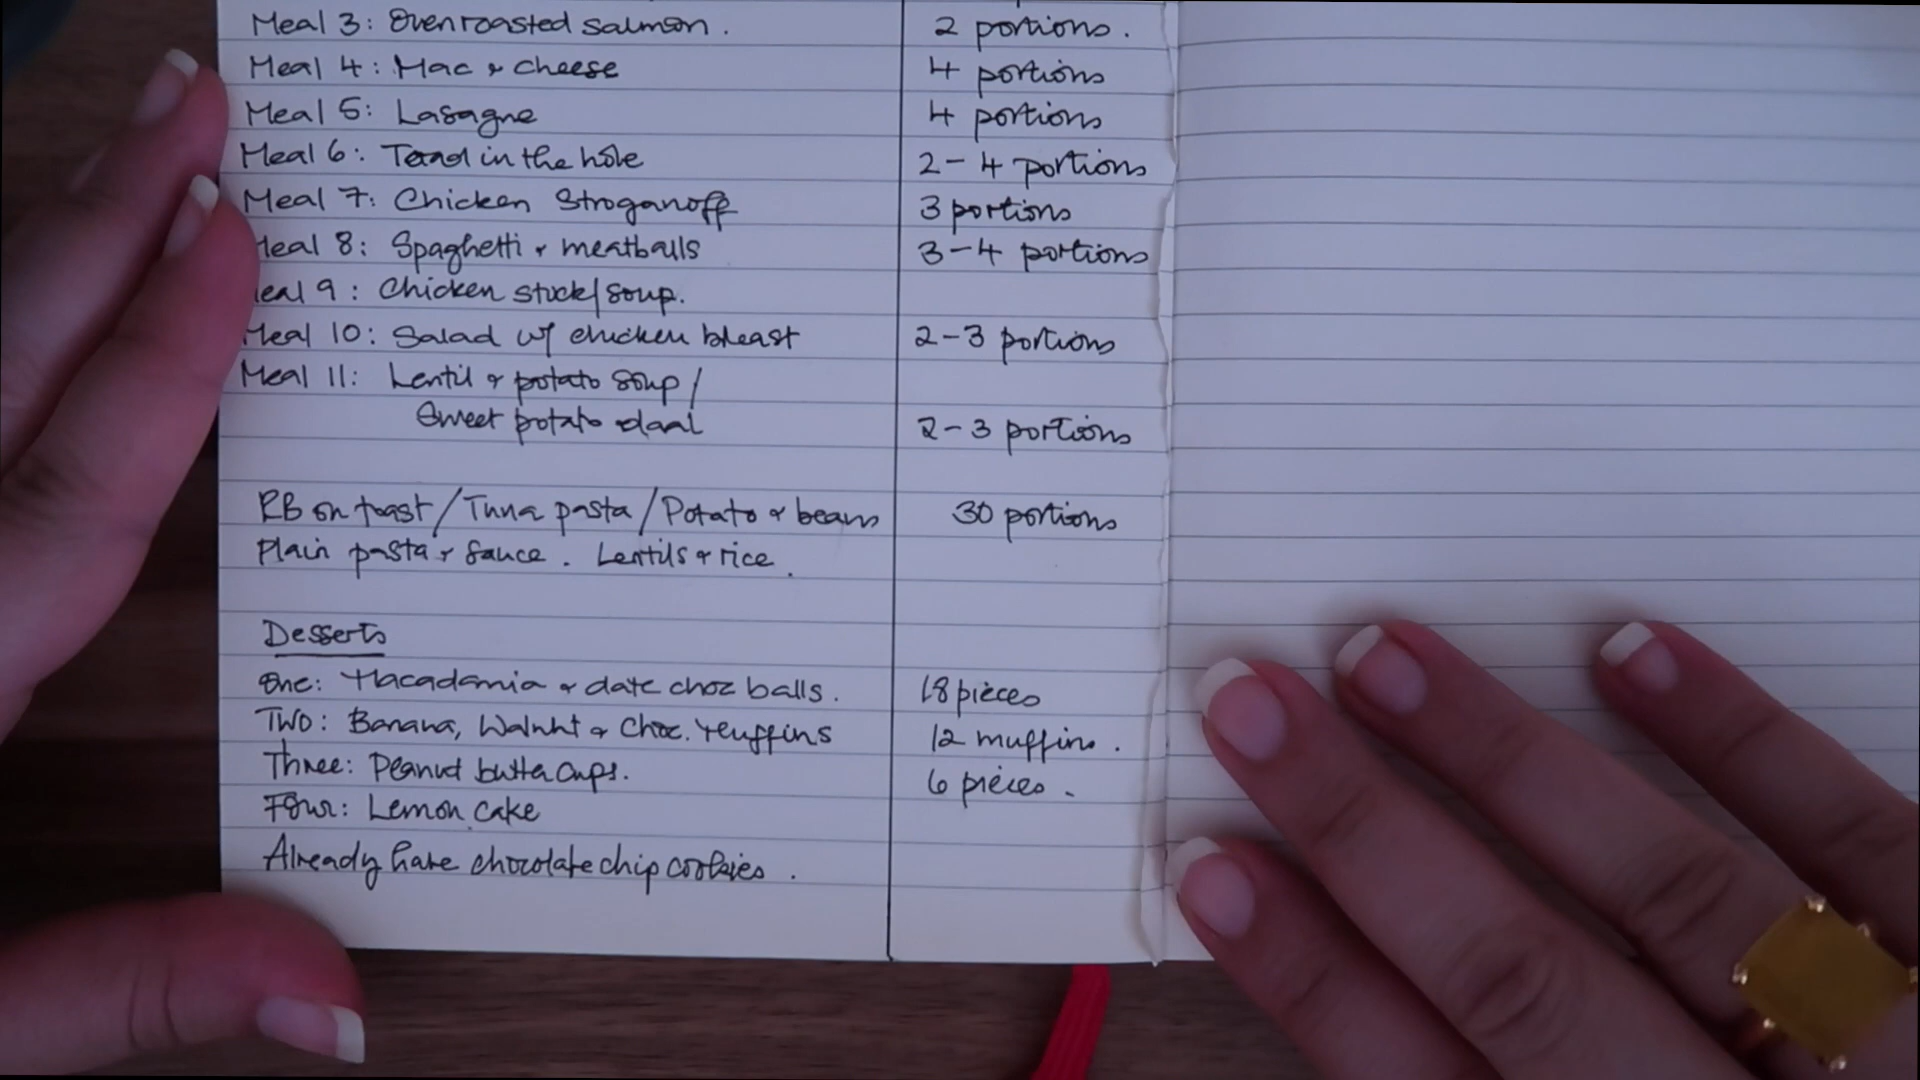 Meal 3: Oven roasted salmon. 2 portions.
Meal 4: Mac & Cheese 4 portions
Meal 5: Lasagne 4 portions
Meal 6: Toad in the hole 2-4 portions
Meal 7: Chicken Stroganoff 3 portions
Meal 8: Spaghetti & meatballs 3-4 portions
Meal 9: Chicken stock/soup.
Meal 10: Salad w/ chicken breast 2-3 portions
Meal 11: Lentil & potato soup/
Sweet potato daal 2-3 portions
PB on toast/Tuna pasta/Potato & beans 30 portions
Plain pasta & sauce. Lentils & rice.
Desserts
One: Macadamia & date choc balls. 18 pieces
Two: Banana, Walnut & Choc. Muffins 12 muffins.
Three: Peanut butter cups. 6 pieces.
Four: Lemon cake
Already have chocolate chip cookies.